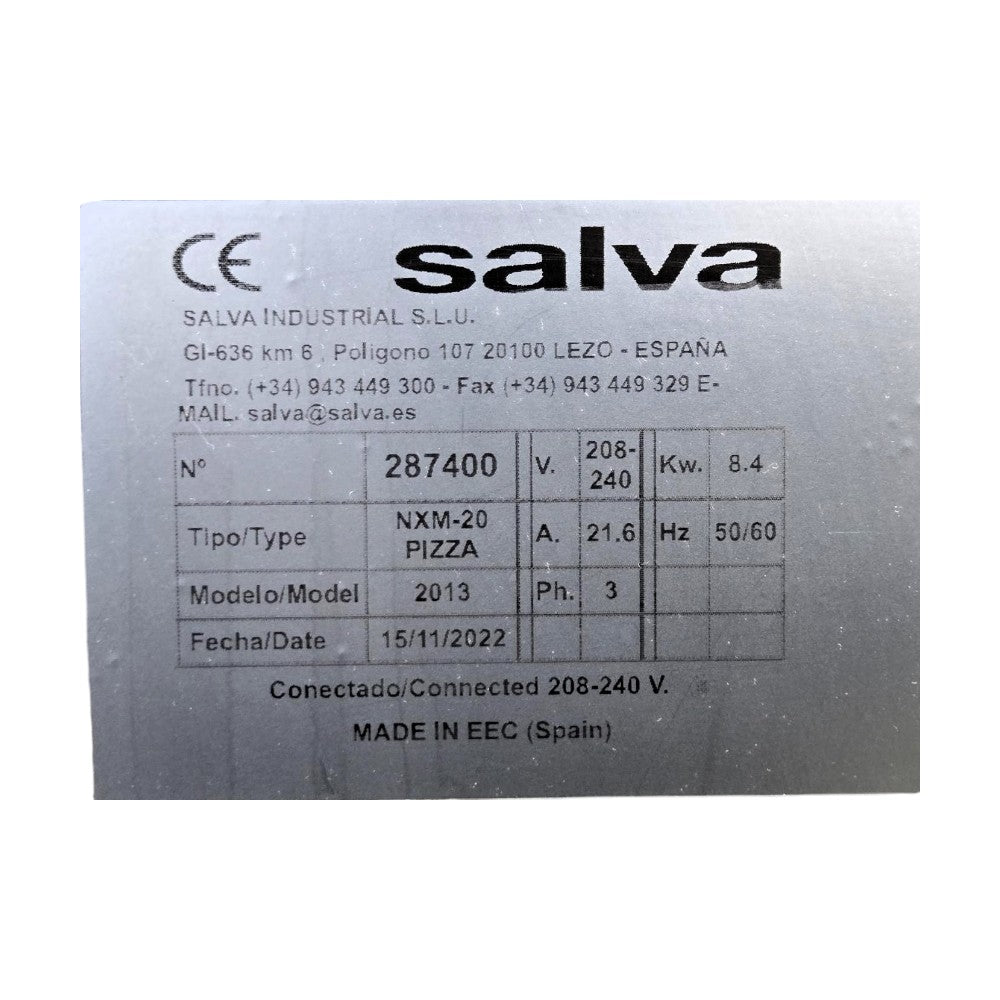 CE salva
SALVA INDUSTRIAL S.L.U.
GI-636 km 6 , Poligono 107 20100 LEZO - ESPAÑA
Tfno. (+34) 943 449 300 - Fax (+34) 943 449 329 E-
MAIL. salva@salva.es
Nº 287400 V. 208-240 Kw. 8.4
Tipo/Type NXM-20 PIZZA A. 21.6 Hz 50/60
Modelo/Model 2013 Ph. 3
Fecha/Date 15/11/2022
Conectado/Connected 208-240 V.
MADE IN EEC (Spain)